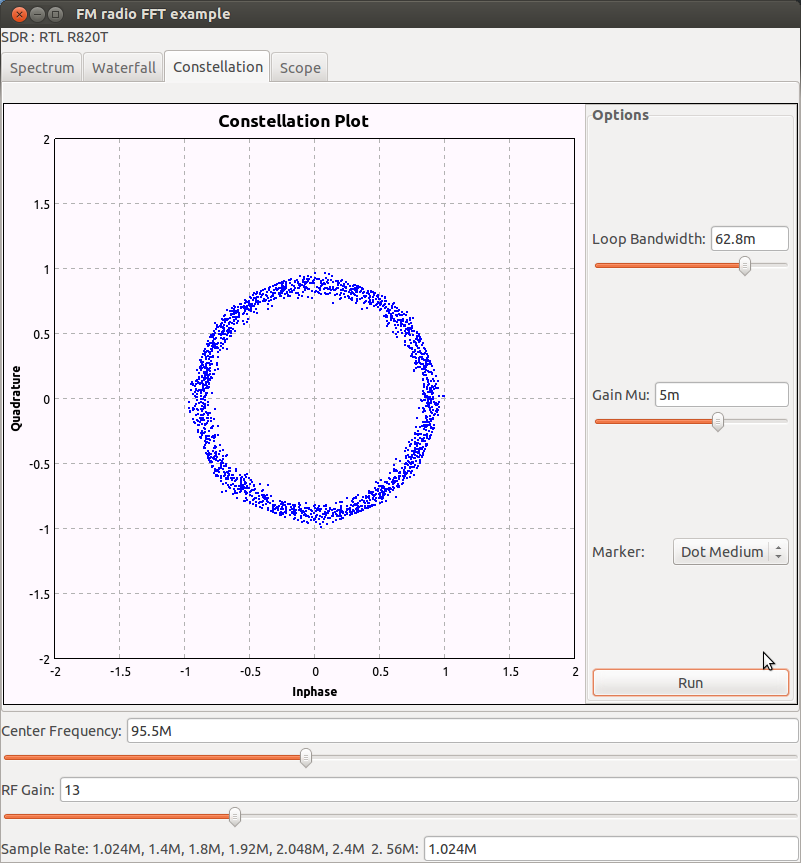 FM radio FFT example
SDR : RTL R820T
Spectrum Waterfall Constellation Scope
Constellation Plot
Options
2
1.5
1
0.5
0
-0.5
-1
-1.5
-2
Quadrature
-2 -1.5 -1 -0.5 0 0.5 1 1.5 2
Inphase
Loop Bandwidth: 62.8m
Gain Mu: 5m
Marker: Dot Medium
Run
Center Frequency: 95.5M
RF Gain: 13
Sample Rate: 1.024M, 1.4M, 1.8M, 1.92M, 2.048M, 2.4M 2. 56M: 1.024M